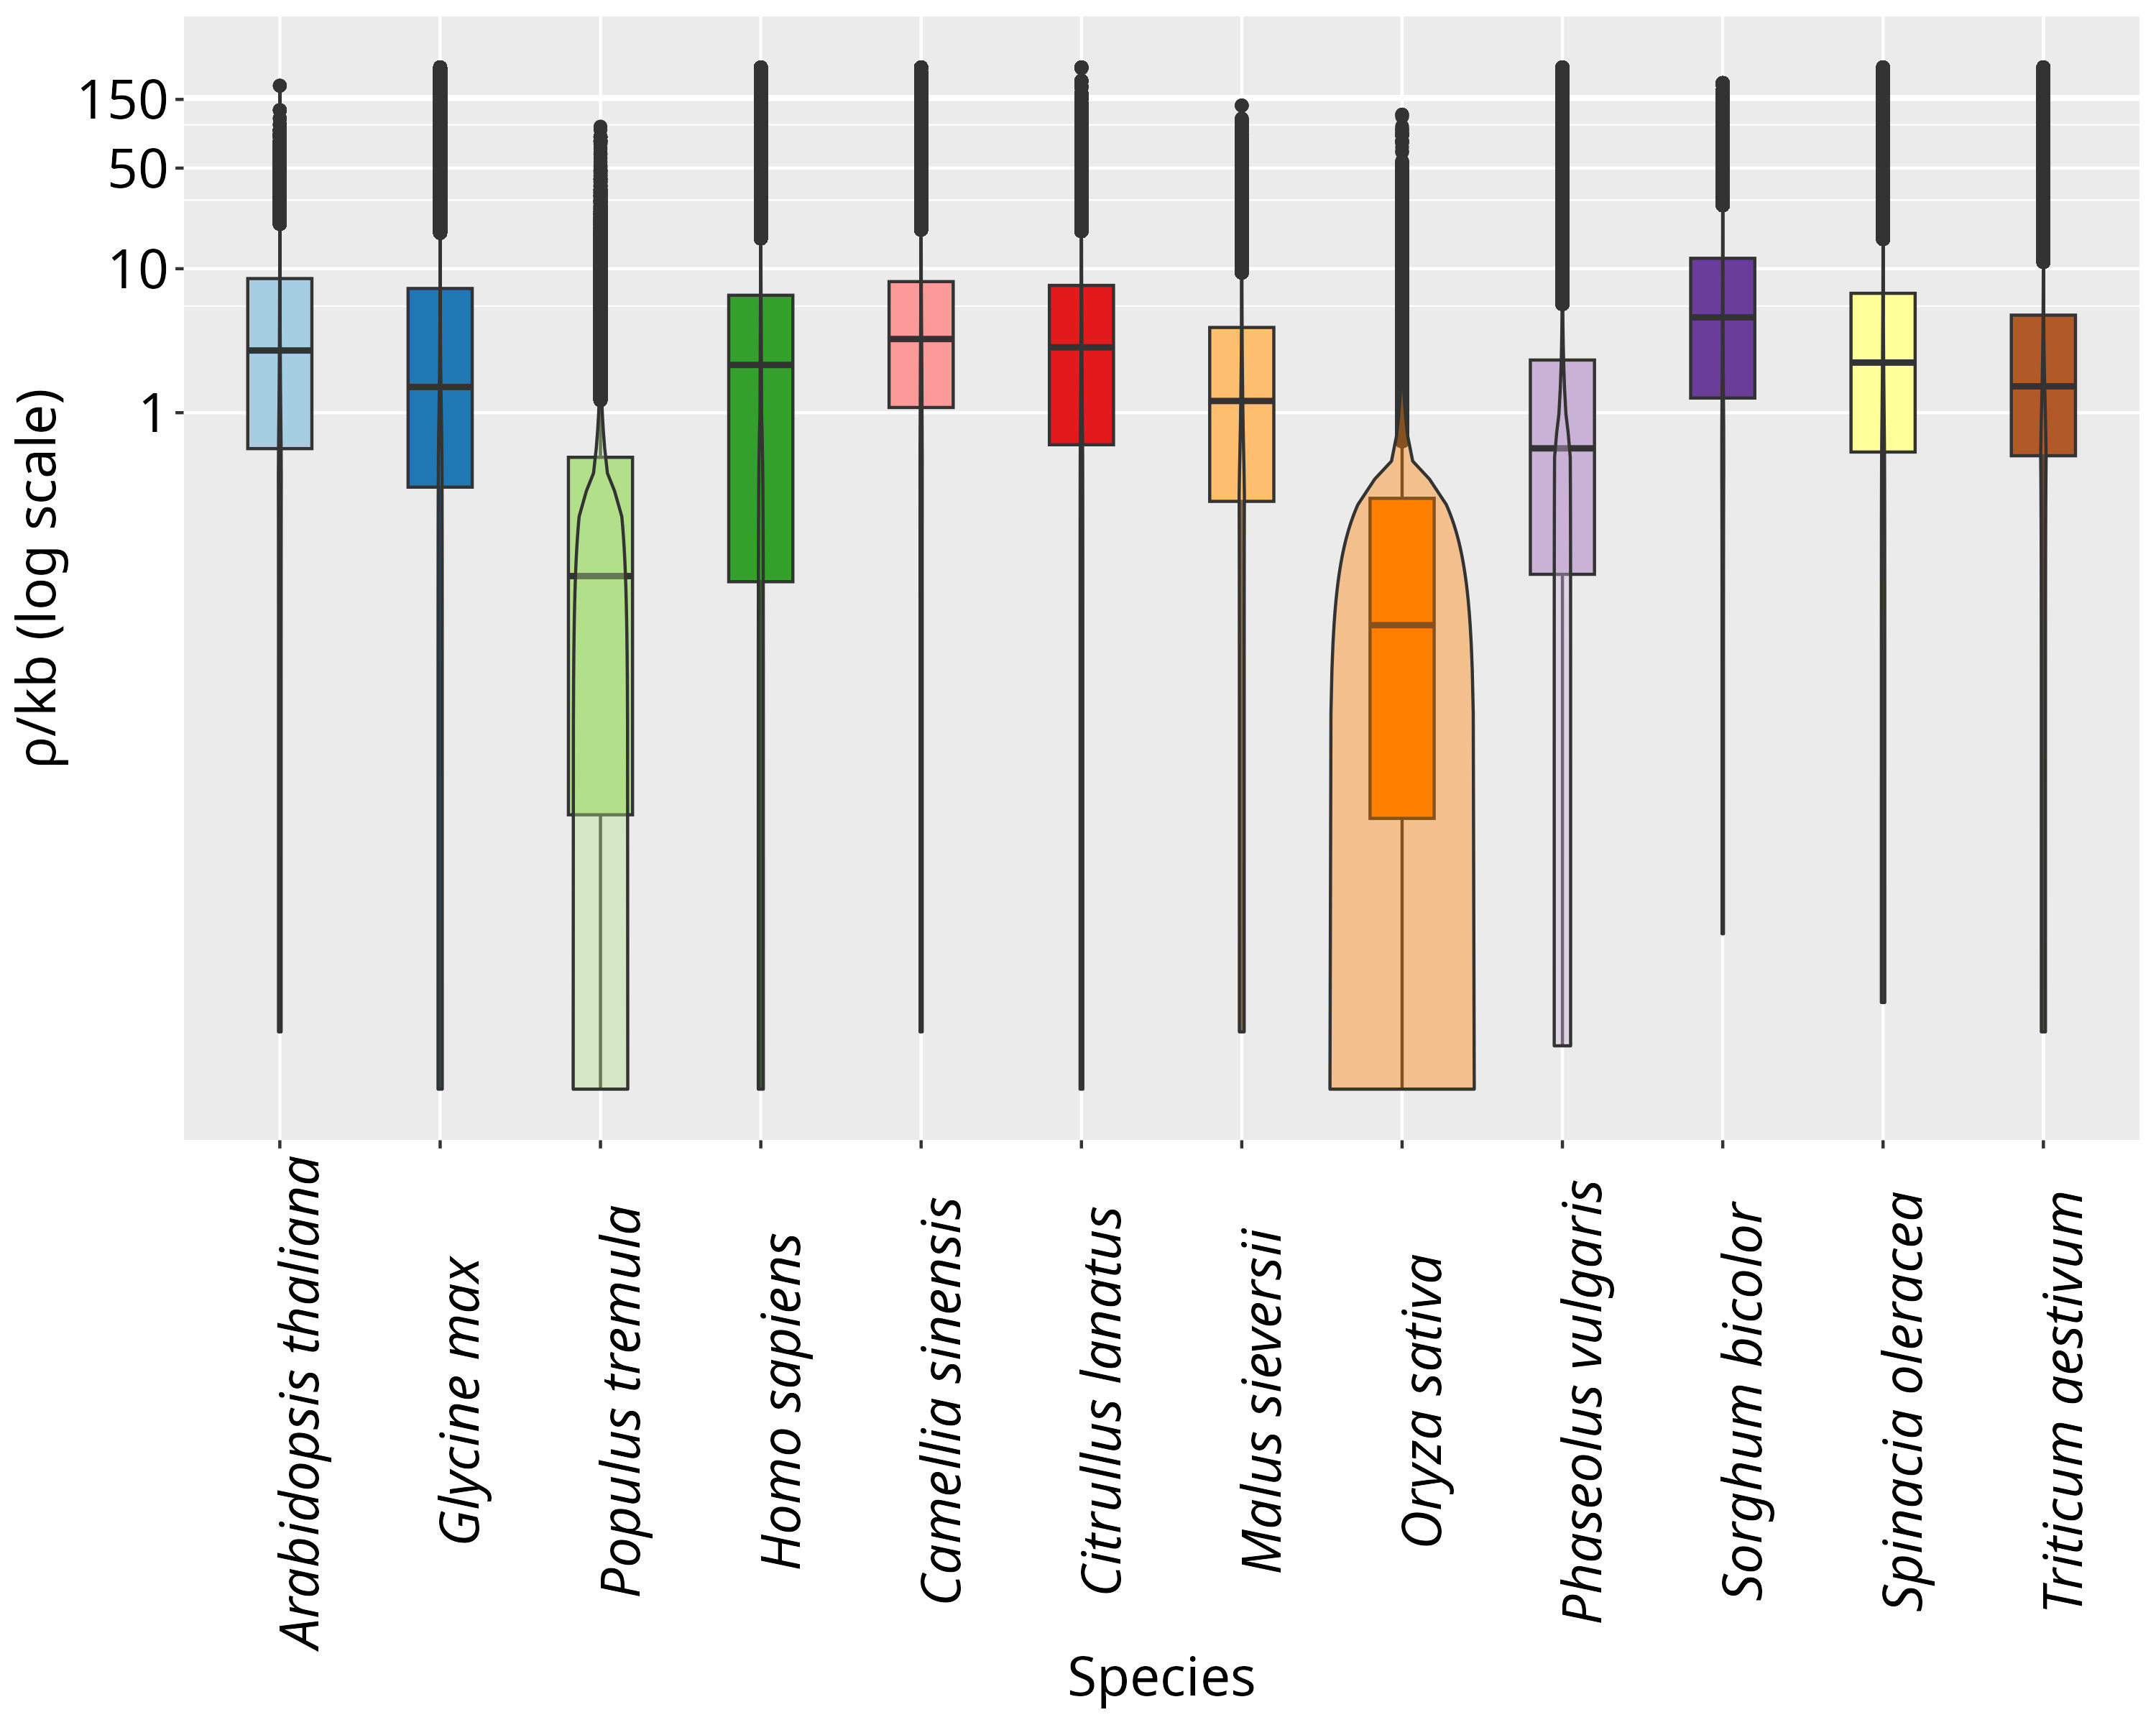 150
50
10
1
ρ/kb (log scale)
Arabidopsis thaliana
Glycine max
Populus tremula
Homo sapiens
Camellia sinensis
Citrullus lanatus
Malus sieversii
Oryza sativa
Phaseolus vulgaris
Sorghum bicolor
Spinacia oleracea
Triticum aestivum
Species